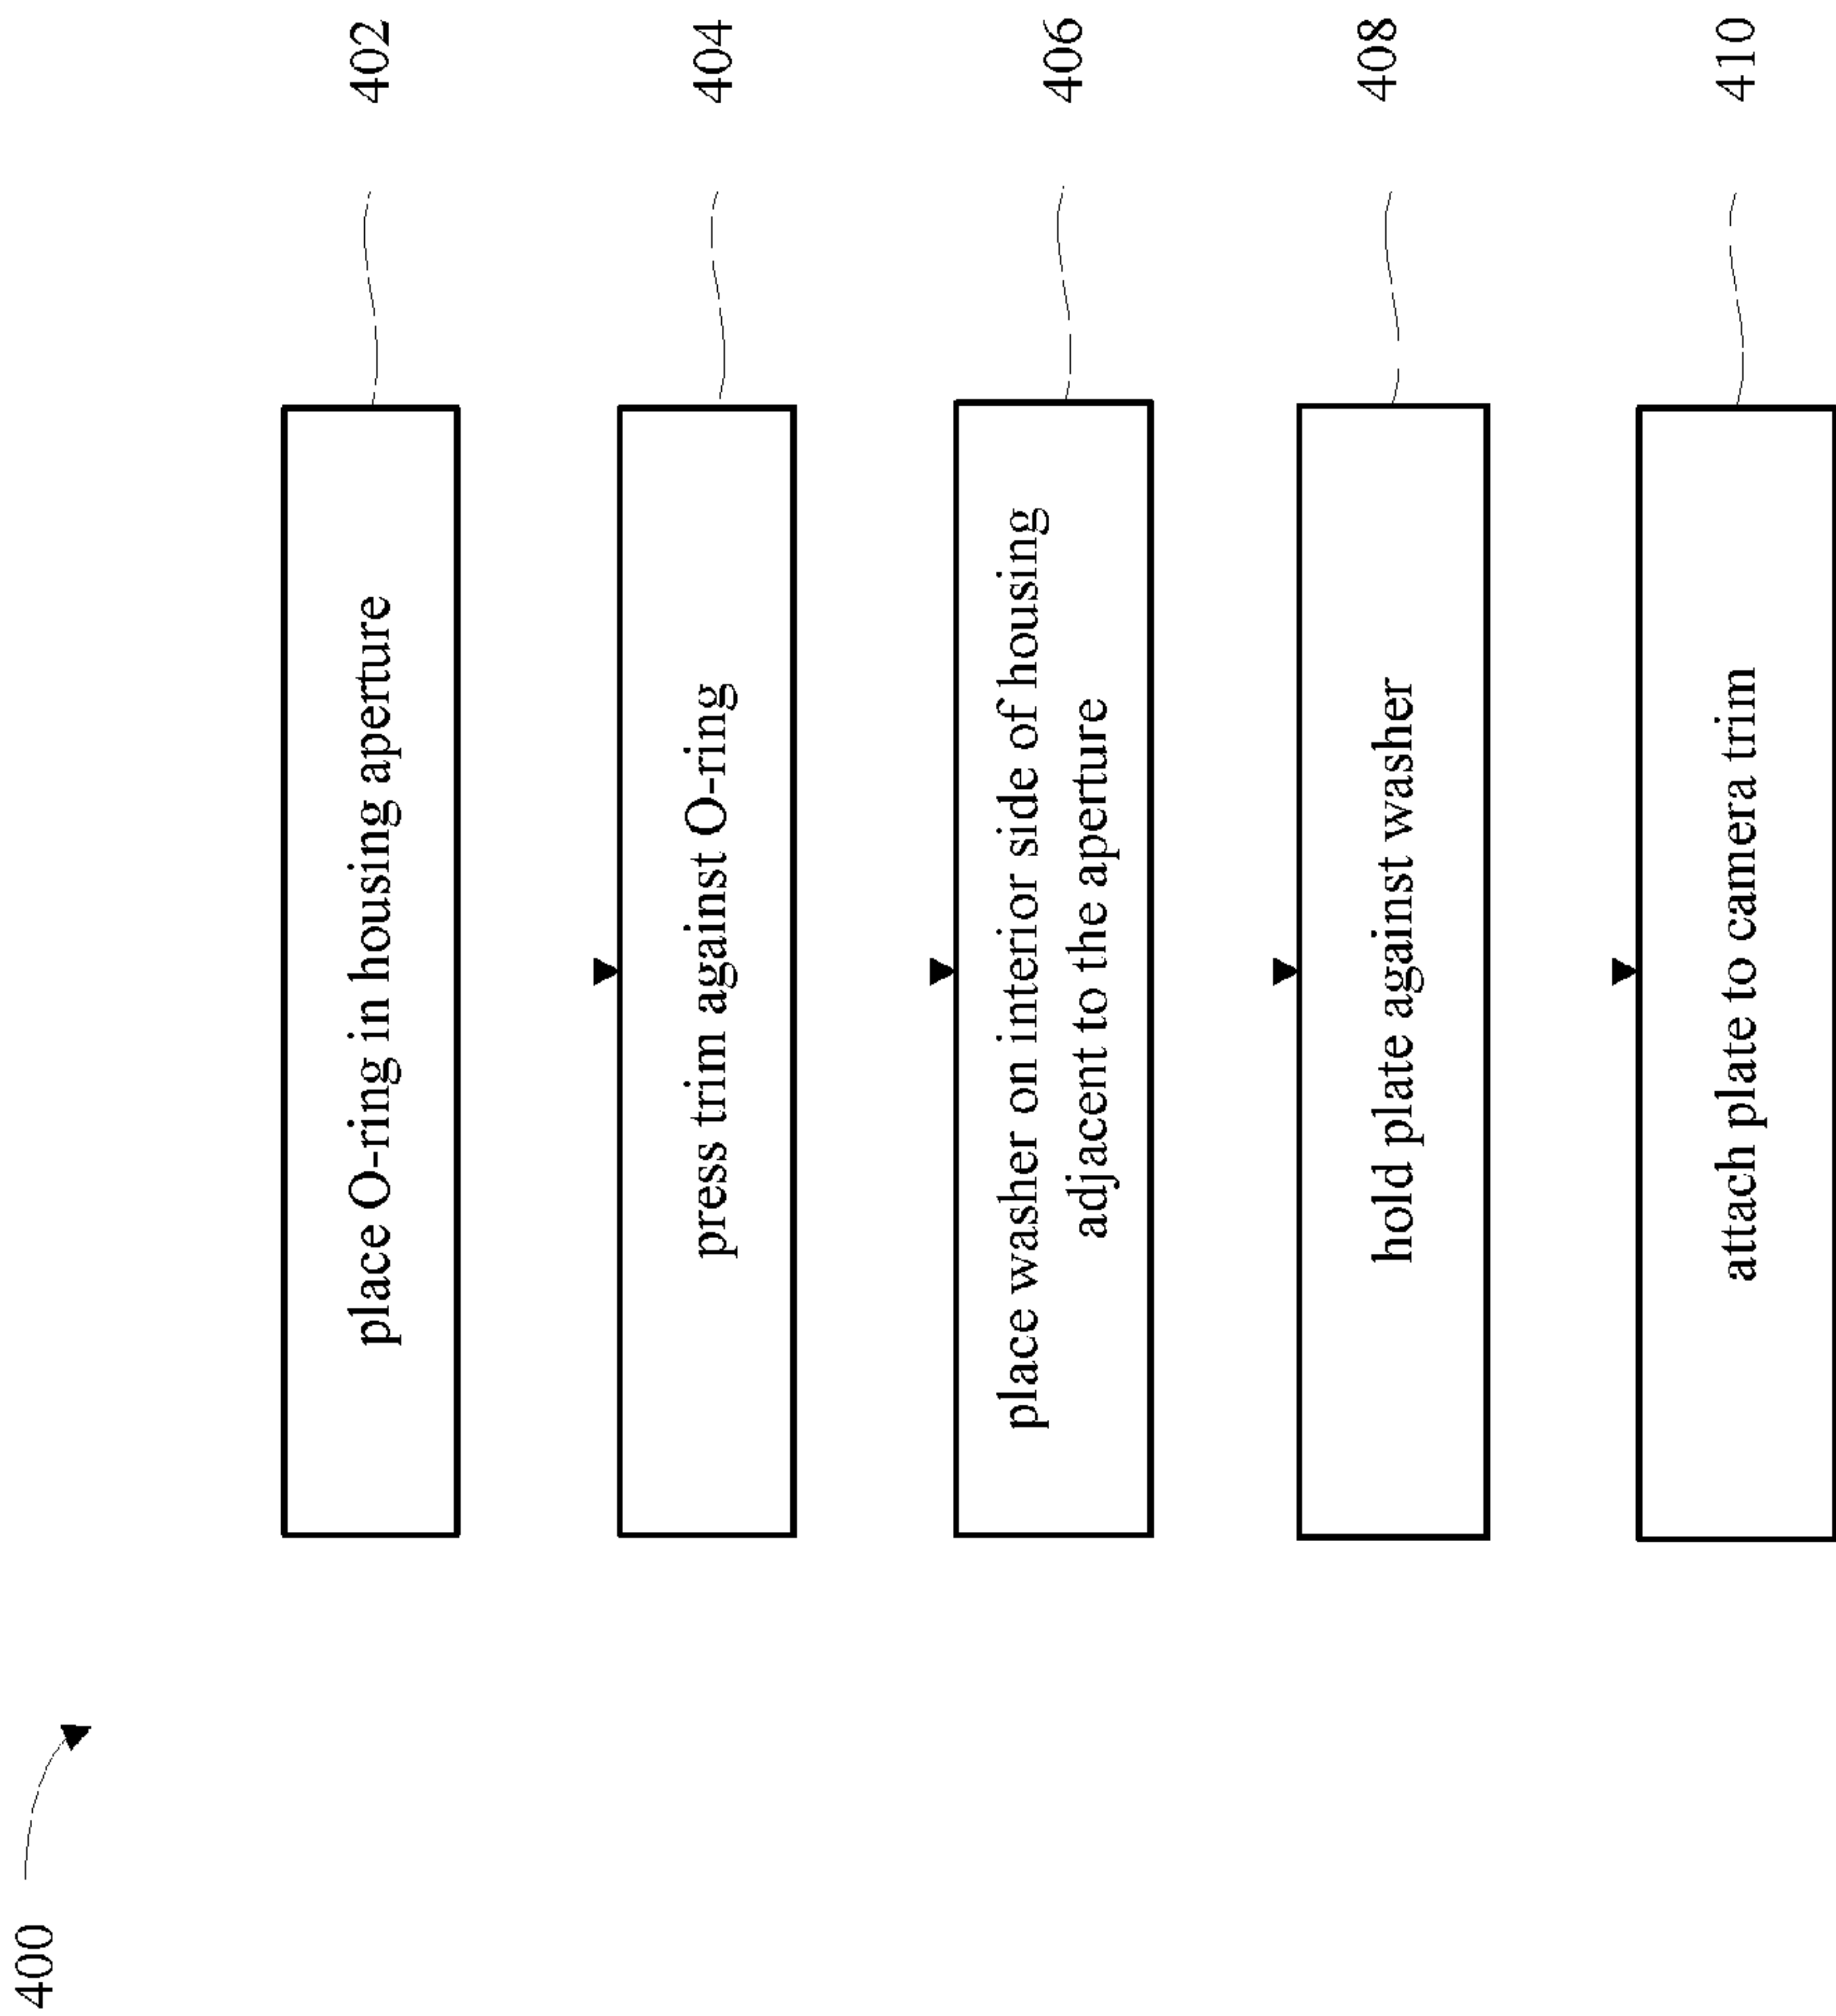 400
place O-ring in housing aperture
402
press trim against O-ring
404
place washer on interior side of housing
adjacent to the aperture
406
hold plate against washer
408
attach plate to camera trim
410